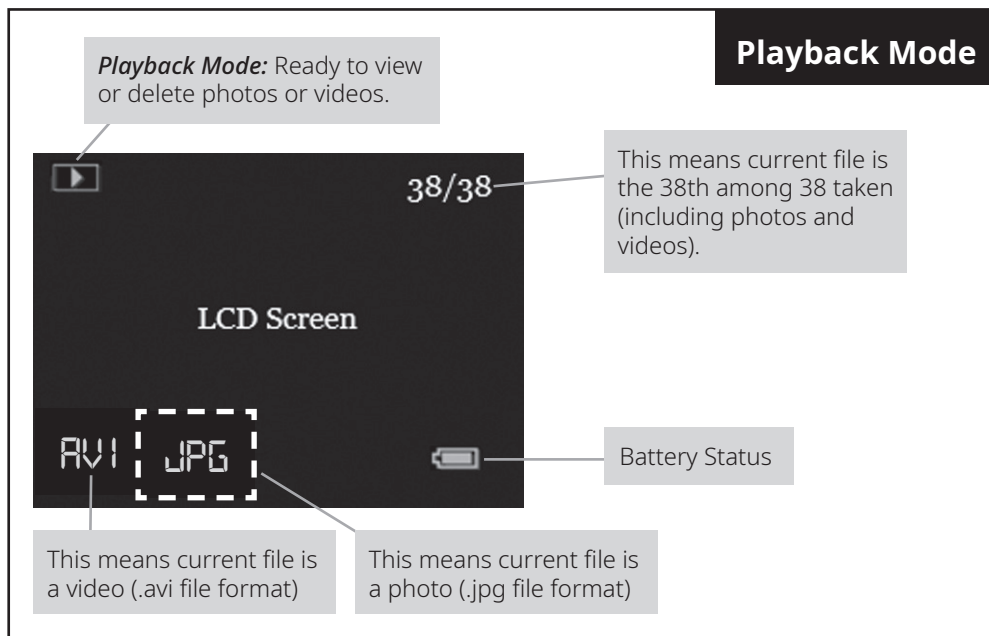 Playback Mode
Playback Mode: Ready to view
or delete photos or videos.
38/38
This means current file is
the 38th among 38 taken
(including photos and
videos).
LCD Screen
AVI
JPG
Battery Status
This means current file is
a video (.avi file format)
This means current file is
a photo (.jpg file format)